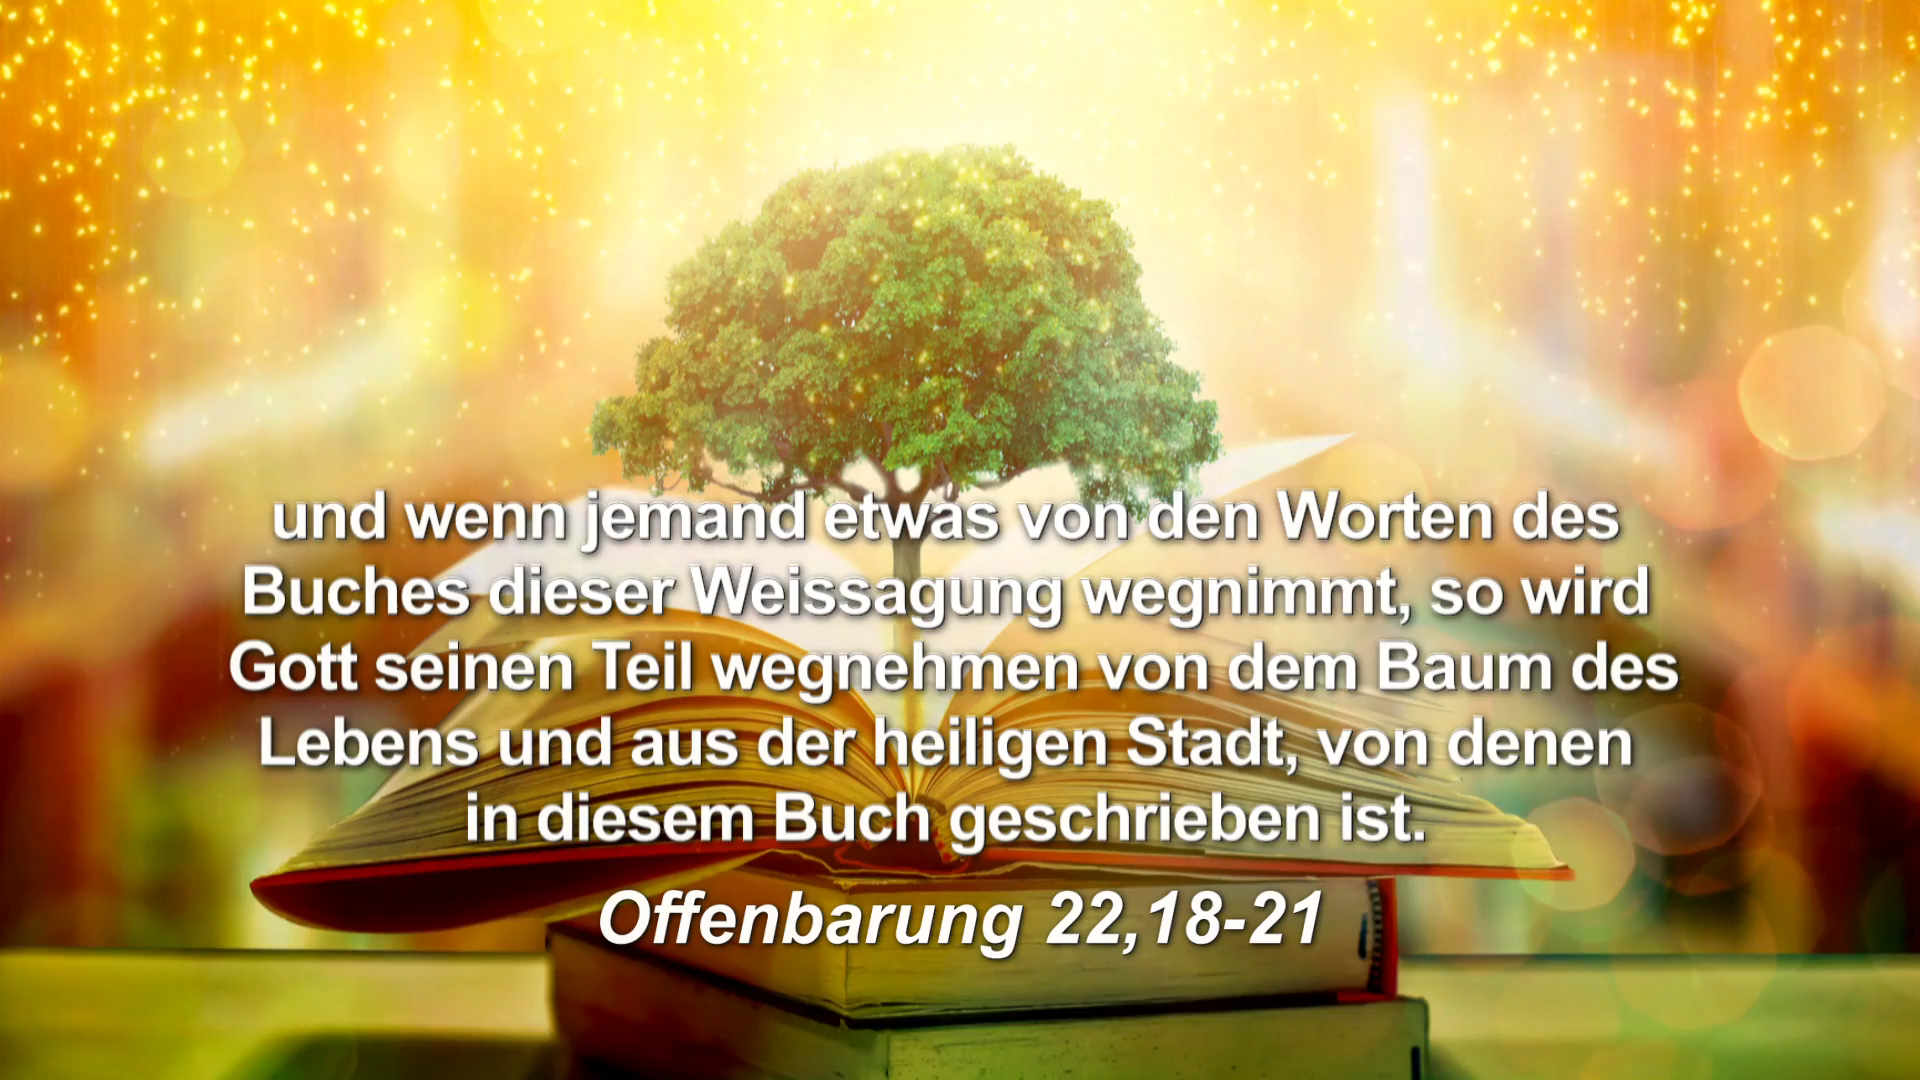 und wenn jemand etwas von den Worten des
Buches dieser Weissagung wegnimmt, so wird
Gott seinen Teil wegnehmen von dem Baum des
Lebens und aus der heiligen Stadt, von denen
in diesem Buch geschrieben ist.
Offenbarung 22,18-21